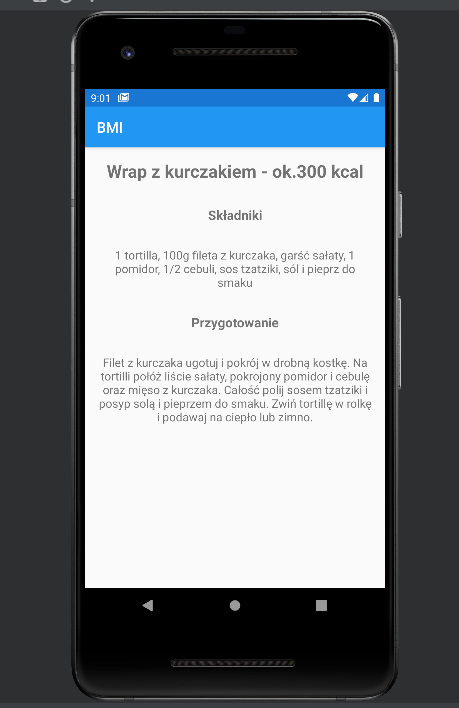 9:01
BMI
Wrap z kurczakiem - ok.300 kcal
Składniki
1 tortilla, 100g fileta z kurczaka, garść sałaty, 1
pomidor, 1/2 cebuli, sos tzatziki, sól i pieprz do
smaku
Przygotowanie
Filet z kurczaka ugotuj i pokrój w drobną kostkę. Na
tortilli połóż liście sałaty, pokrojony pomidor i cebulę
oraz mięso z kurczaka. Całość polij sosem tzatziki i
posyp solą i pieprzem do smaku. Zwiń tortillę w rolkę
i podawaj na ciepło lub zimno.